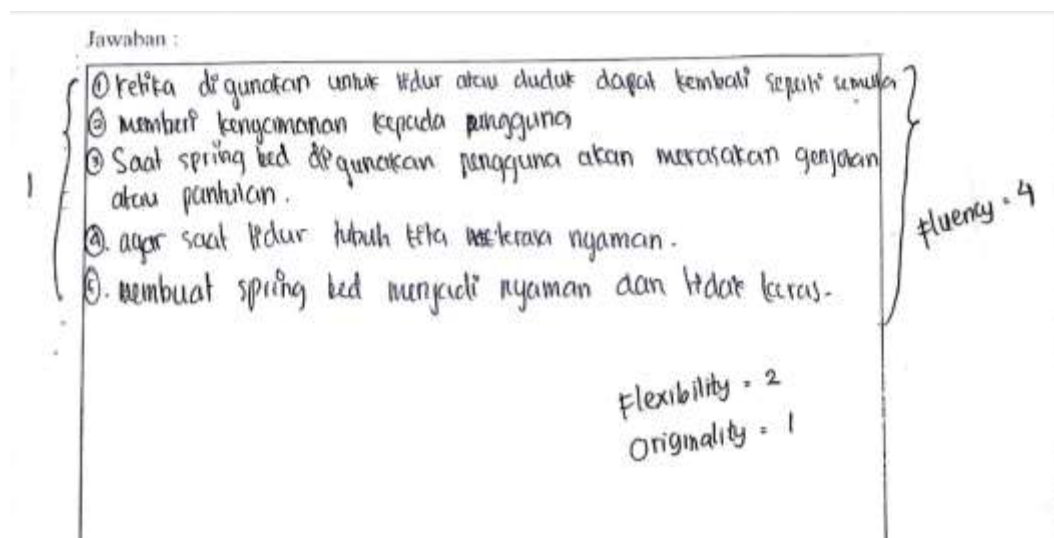 Jawaban :
① ketika digunakan untuk tidur atau duduk dapat kembali seperti semula
② memberi kenyamanan kepada pengguna
③ Saat spring bed digunakan pengguna akan merasakan genjotan
atau pantulan.
④. agar saat tidur tubuh kita terasa nyaman.
⑤. membuat spring bed menjadi nyaman dan tidak keras.
1
Fluency = 4
Flexibility = 2
Originality = 1